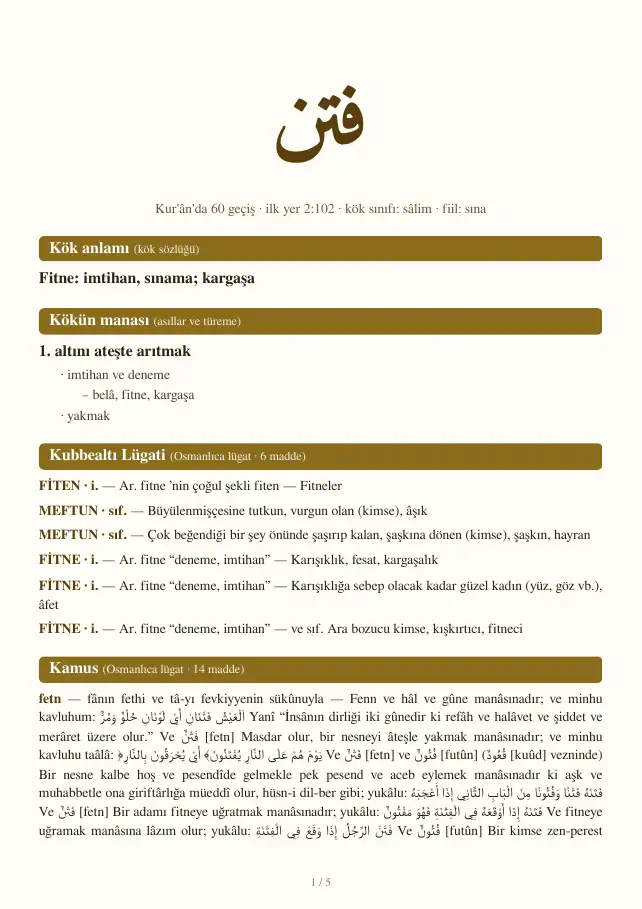 فتن
Kur'ân'da 60 geçiş · ilk yer 2:102 · kök sınıfı: sâlim · fiil: sına
Kök anlamı (kök sözlüğü)
Fitne: imtihan, sınama; kargaşa
Kökün manası (asıllar ve türeme)
1. altını ateşte arıtmak
· imtihan ve deneme
– belâ, fitne, kargaşa
· yakmak
Kubbealtı Lügati (Osmanlıca lügat · 6 madde)
FİTEN · i. — Ar. fitne 'nin çoğul şekli fiten — Fitneler
MEFTUN · sıf. — Büyülenmişçesine tutkun, vurgun olan (kimse), âşık
MEFTUN · sıf. — Çok beğendiği bir şey önünde şaşırıp kalan, şaşkına dönen (kimse), şaşkın, hayran
FİTNE · i. — Ar. fitne “deneme, imtihan” — Karışıklık, fesat, kargaşalık
FİTNE · i. — Ar. fitne “deneme, imtihan” — Karışıklığa sebep olacak kadar güzel kadın (yüz, göz vb.),
âfet
FİTNE · i. — Ar. fitne “deneme, imtihan” — ve sıf. Ara bozucu kimse, kışkırtıcı, fitneci
Kamus (Osmanlıca lügat · 14 madde)
fetn — fânın fethi ve tâ-yı fevkiyyenin sükûnuyla — Fenn ve hâl ve gûne manâsınadır; ve minhu
kavluhum: اَلْعَيْشُ فَتْنَانِ أَيْ لَوْنَانِ حُلْوٌ وَمُرٌّ Yanî “İnsânın dirliği iki gûnedir ki refâh ve halâvet ve şiddet ve
merâret üzere olur.” Ve فَتْنٌ [fetn] Masdar olur, bir nesneyi âteşle yakmak manâsınadır; ve minhu
kavluhu taâlâ: ﴿يَوْمَ هُمْ عَلَى النَّارِ يُفْتَنُونَ﴾ أَيْ يُحْرَقُونَ بِالنَّارِ Ve فَتْنٌ [fetn] ve فُتُونٌ [futûn] (قُعُودٌ [kuûd] vezninde)
Bir nesne kalbe hoş ve pesendîde gelmekle pek pesend ve aceb eylemek manâsınadır ki aşk ve
muhabbetle ona giriftârlığa müeddî olur, hüsn-i dil-ber gibi; yukâlu: فَتَنَهُ فَتْنًا وَفُتُونًا مِنَ الْبَابِ الثَّانِي إِذَا أَعْجَبَهُ
Ve فَتْنٌ [fetn] Bir adamı fitneye uğratmak manâsınadır; yukâlu: فَتَنَهُ إِذَا أَوْقَعَهُ فِي الْفِتْنَةِ فَهُوَ مَفْتُونٌ Ve fitneye
uğramak manâsına lâzım olur; yukâlu: فَتَنَ الرَّجُلُ إِذَا وَقَعَ فِي الْفِتْنَةِ Ve فُتُونٌ [futûn] Bir kimse zen-perest
1 / 5